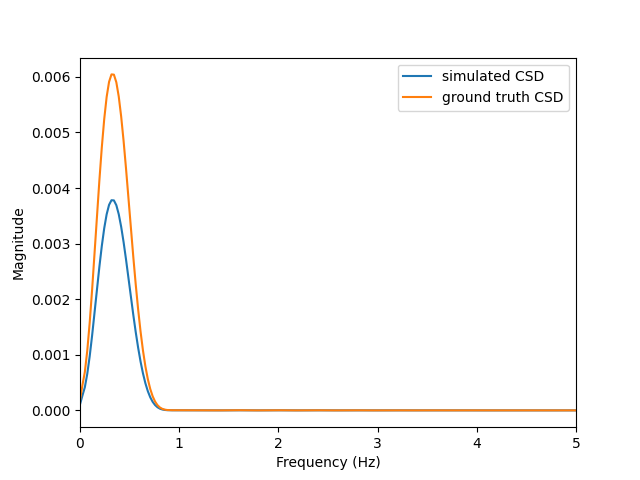 simulated CSD
ground truth CSD
0.006
0.005
0.004
0.003
0.002
0.001
0.000
Magnitude
0 1 2 3 4 5
Frequency (Hz)